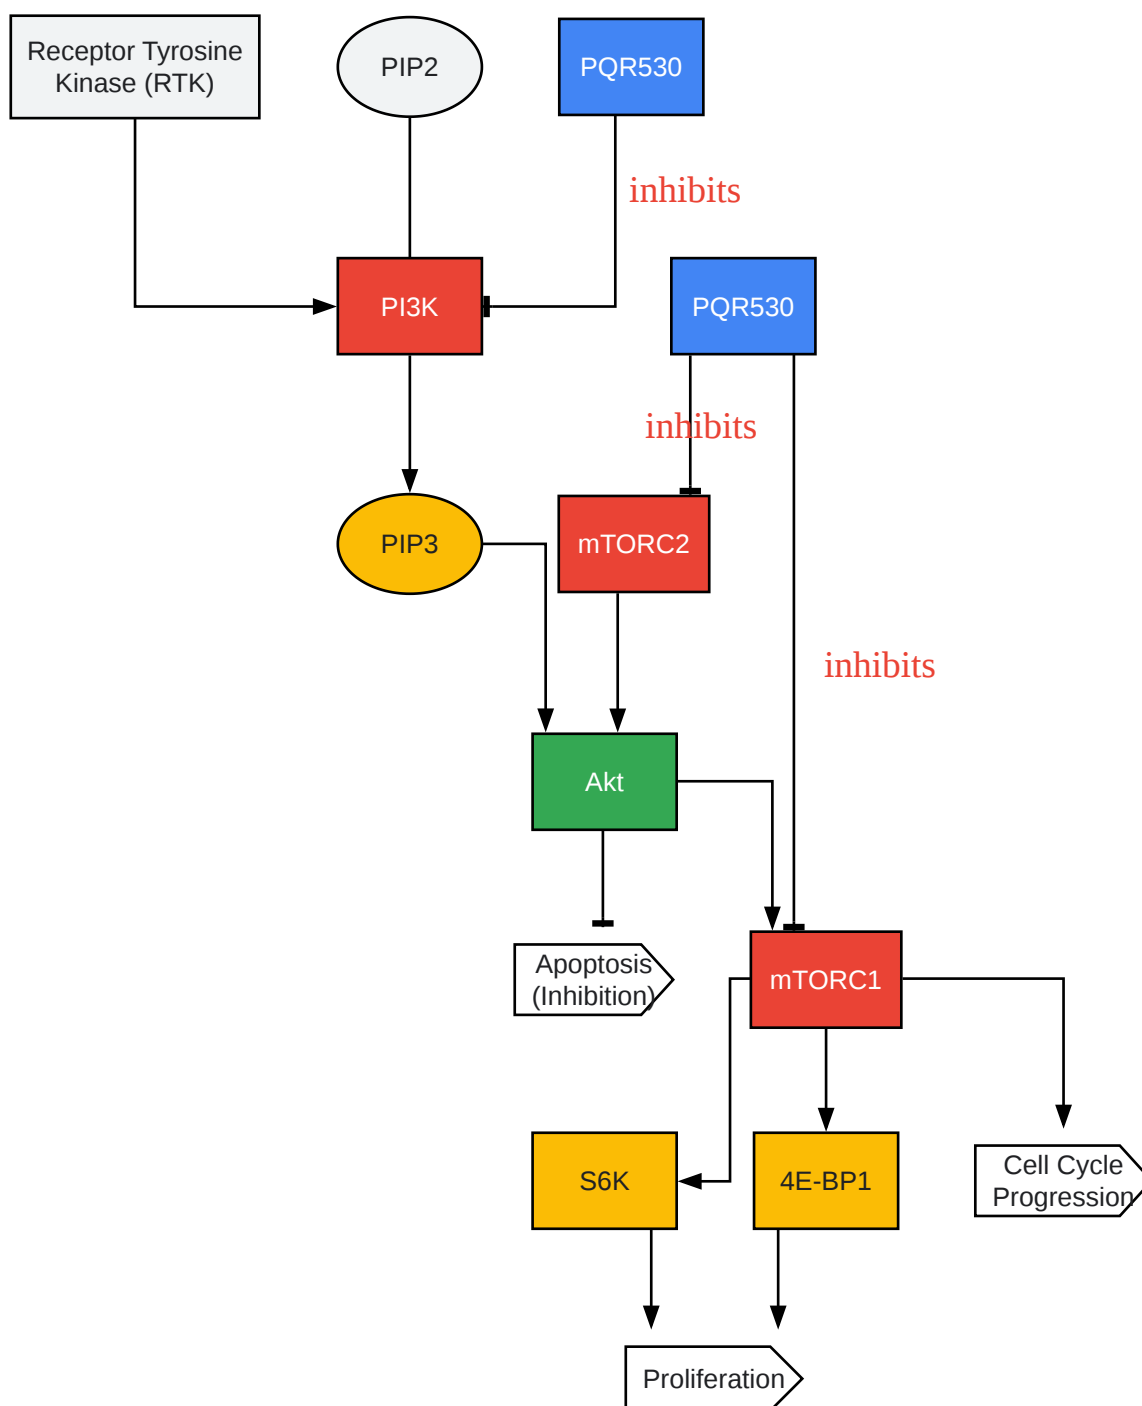 Receptor Tyrosine
Kinase (RTK)
PIP2
PQR530
inhibits
PI3K
PQR530
inhibits
PIP3
mTORC2
inhibits
Akt
Apoptosis
(Inhibition)
mTORC1
S6K
4E-BP1
Cell Cycle
Progression
Proliferation